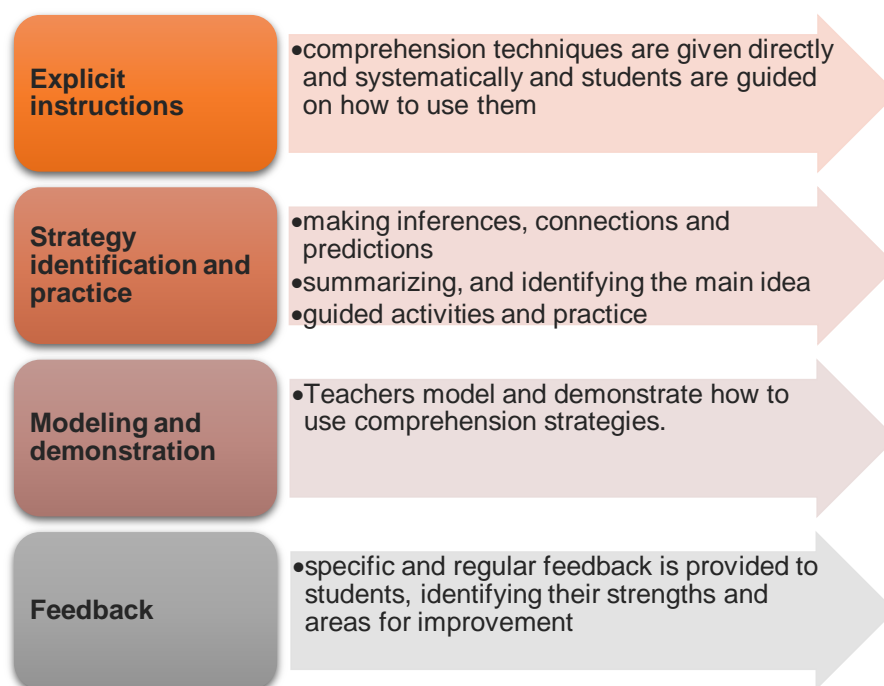 Explicit
instructions
•comprehension techniques are given directly
and systematically and students are guided
on how to use them
Strategy
identification and
practice
•making inferences, connections and
predictions
•summarizing, and identifying the main idea
•guided activities and practice
Modeling and
demonstration
•Teachers model and demonstrate how to
use comprehension strategies.
Feedback
•specific and regular feedback is provided to
students, identifying their strengths and
areas for improvement